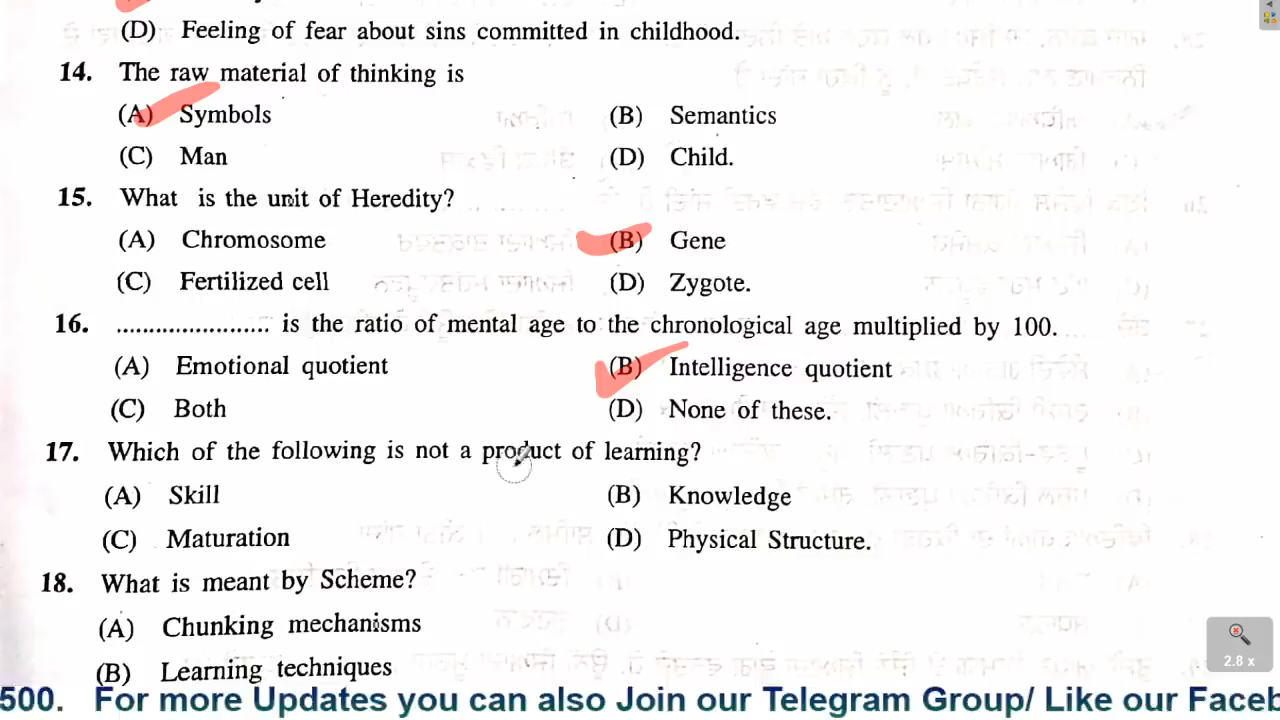 (D) Feeling of fear about sins committed in childhood.
14. The raw material of thinking is
(A) Symbols (B) Semantics
(C) Man (D) Child.
15. What is the unit of Heredity?
(A) Chromosome (B) Gene
(C) Fertilized cell (D) Zygote.
16. ....................... is the ratio of mental age to the chronological age multiplied by 100.
(A) Emotional quotient (B) Intelligence quotient
(C) Both (D) None of these.
17. Which of the following is not a product of learning?
(A) Skill (B) Knowledge
(C) Maturation (D) Physical Structure.
18. What is meant by Scheme?
(A) Chunking mechanisms
(B) Learning techniques
2.8 x
500. For more Updates you can also Join our Telegram Group/ Like our Faceb